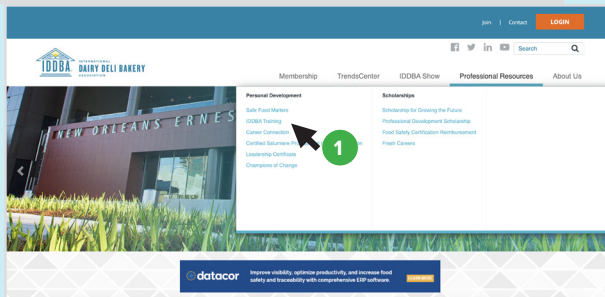 Join | Contact LOGIN
Search
IDDBA INTERNATIONAL
DAIRY DELI BAKERY
ASSOCIATION
Membership TrendsCenter IDDBA Show Professional Resources About Us
Personal Development Scholarships
Safe Food Matters Scholarship for Growing the Future
IDDBA Training Professional Development Scholarship
Career Connection Food Safety Certification Reimbursement
Certified Salumiere Pr Fresh Careers
Leadership Certificate
Champions of Change
1
NEW ORLEANS ERNES
datacor Improve visibility, optimize productivity, and increase food
safety and traceability with comprehensive ERP software.
LEARN MORE